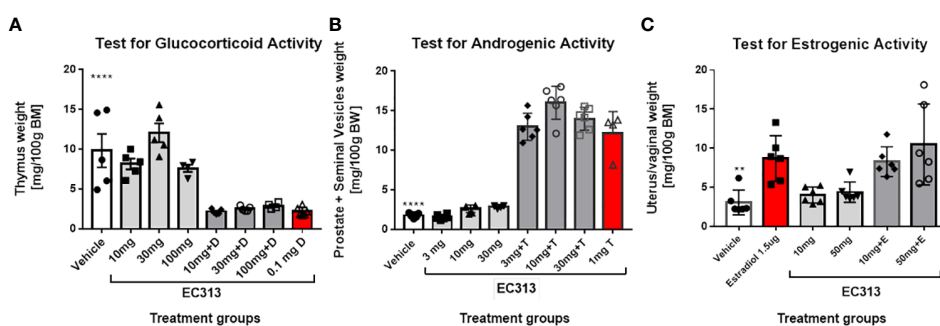 A
Test for Glucocorticoid Activity
Thymus weight
[mg/100g BM]
20
15
10
5
0
****
Vehicle
10mg
30mg
100mg
10mg+D
30mg+D
100mg+D
0.1 mg D
EC313
Treatment groups
B
Test for Androgenic Activity
Prostate + Seminal Vesicles weight
[mg/100g BW]
20
15
10
5
0
****
Vehicle
3 mg
10mg
30mg
3mg+T
10mg+T
30mg+T
1mg T
EC313
Treatment groups
C
Test for Estrogenic Activity
Uterus/vaginal weight
[mg/100g BM]
20
15
10
5
0
**
Vehicle
Estradiol 1.5ug
10mg
50mg
10mg+E
50mg+E
EC313
Treatment groups